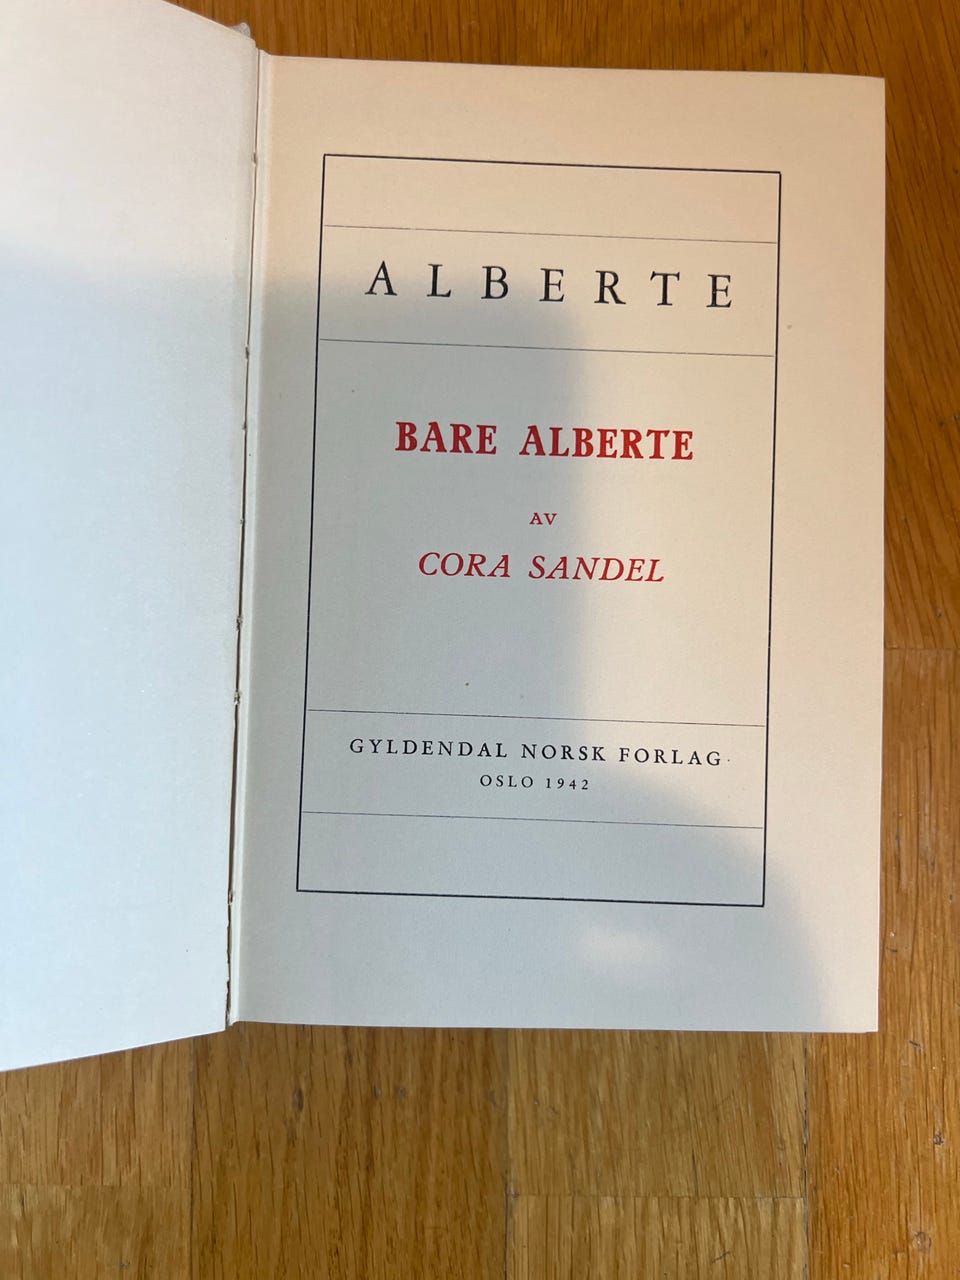 ALBERTE
BARE ALBERTE
AV
CORA SANDEL
GYLDENDAL NORSK FORLAG
OSLO 1942